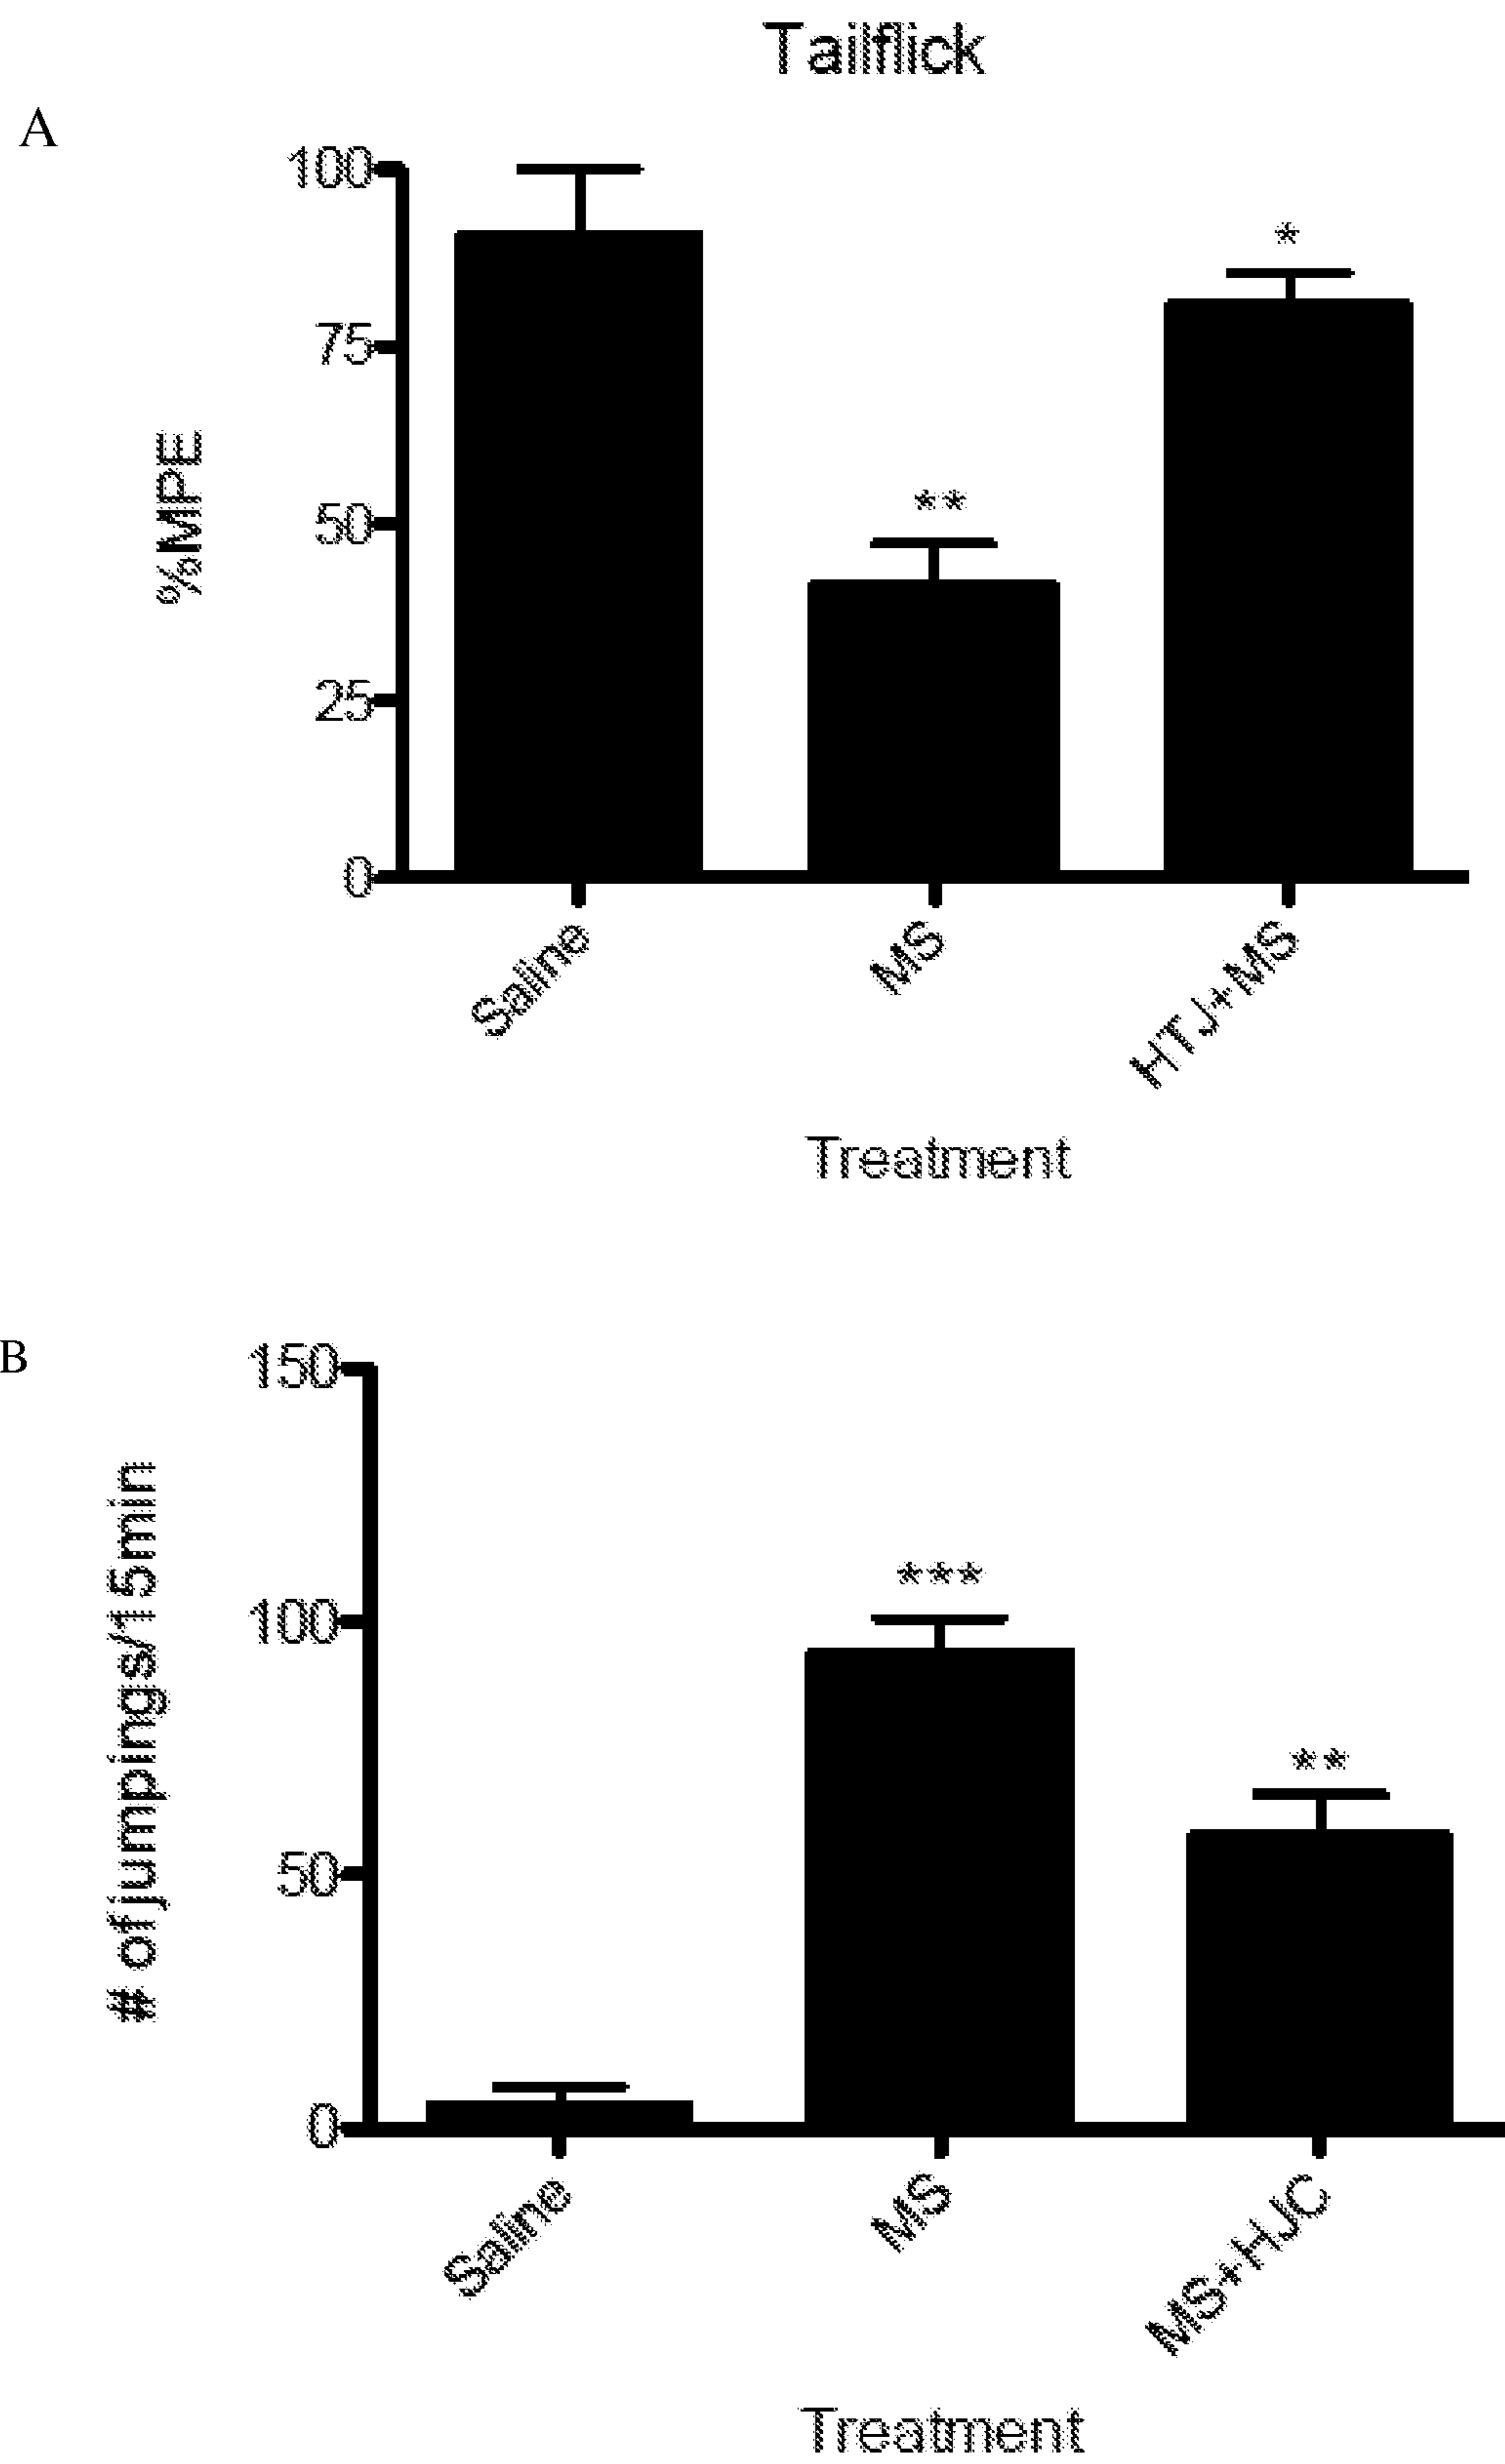 Tailflick
A
100
75
50
25
0
%MPE
*
**
Saline
MS
HTJ+MS
Treatment
B
150
100
50
0
# of jumpings/15min
***
**
Saline
MS
MS+HJC
Treatment